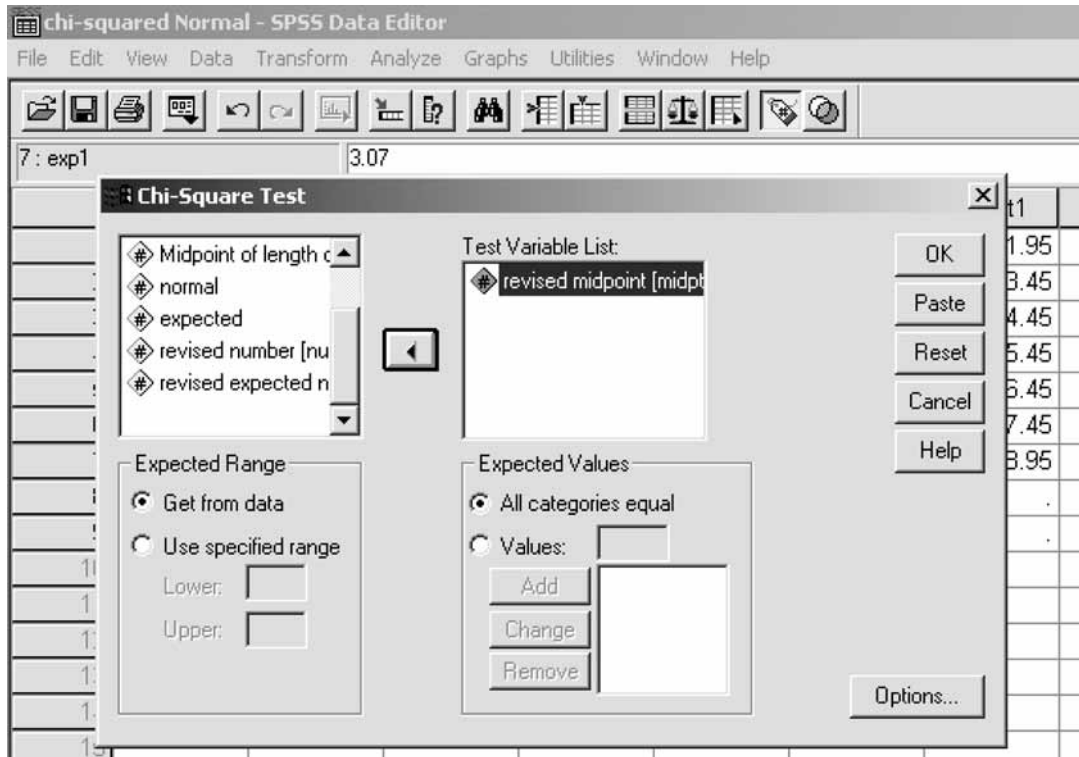 chi-squared Normal - SPSS Data Editor
File Edit View Data Transform Analyze Graphs Utilities Window Help
7 : exp1 3.07
Chi-Square Test
t1
Midpoint of length
normal
expected
revised number [nu
revised expected n
Test Variable List:
revised midpoint [midpt
OK
Paste
Reset
Cancel
Help
1.95
3.45
4.45
5.45
6.45
7.45
8.95
Expected Range
Get from data
Use specified range
Lower:
Upper:
Expected Values
All categories equal
Values:
Add
Change
Remove
Options...